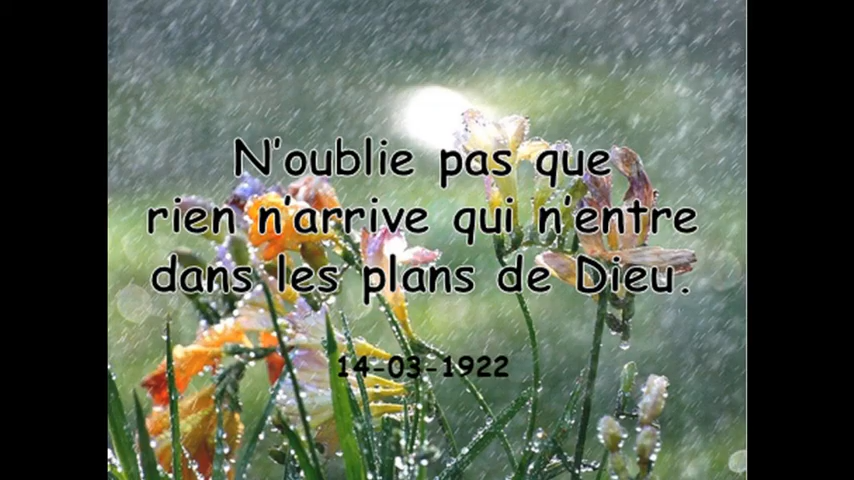 N'oublie pas que
rien n'arrive qui n'entre
dans les plans de Dieu.
14-03-1922